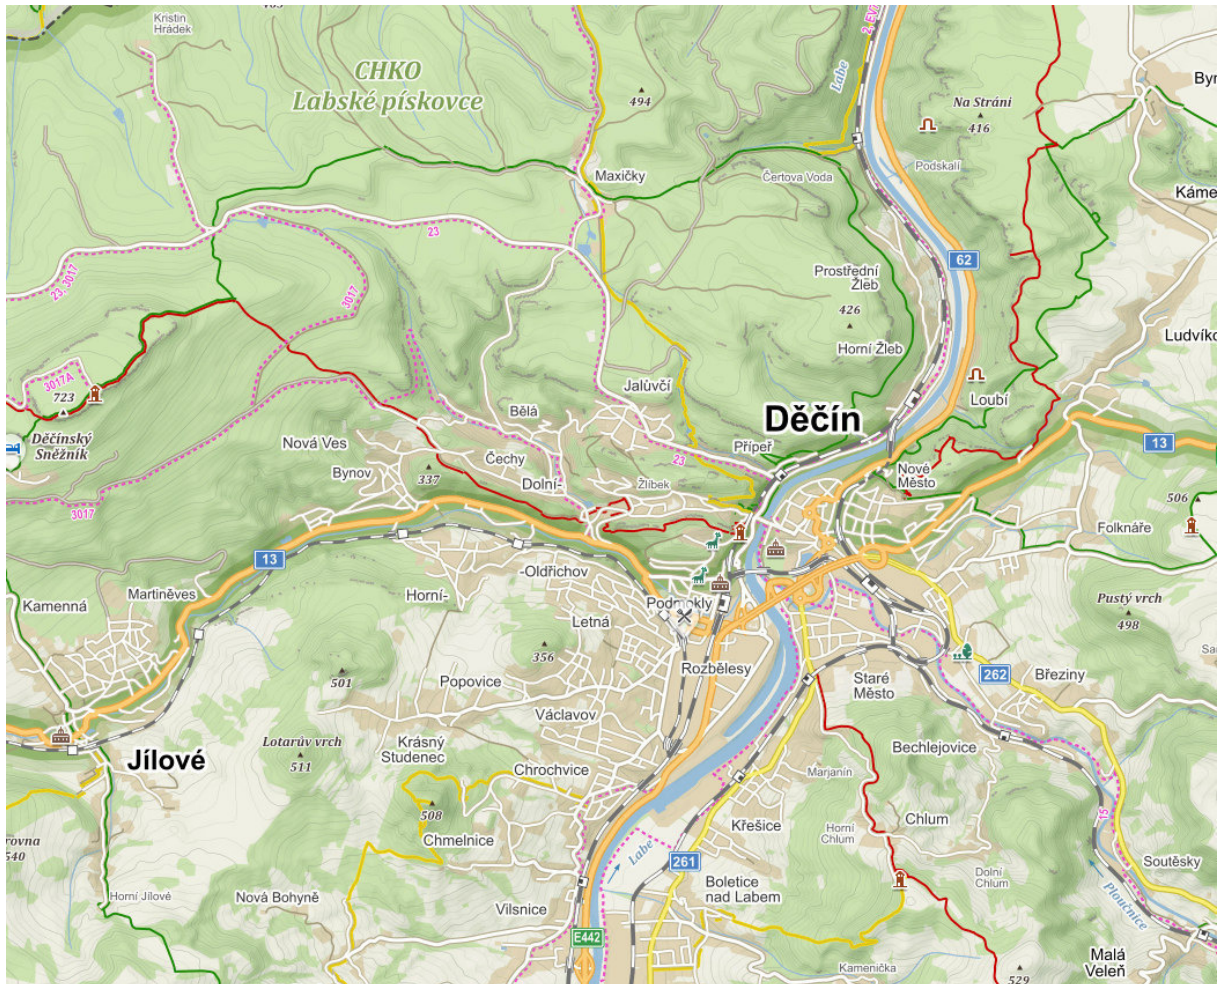 Kristin
Hrádek
CHKO
Labské pískovce
494
Labe
Na Stráni
416
Podskalí
Maxičky
Čertova Voda
23
23, 3017
3017
62
Prostřední
Žleb
426
Horní Žleb
3017A
723
Děčínský
Sněžník
Jalůvčí
Loubí
Ludvíko
Děčín
Bělá
Přípeř
13
Nová Ves
Čechy
23
Nové
Město
Bynov
337
Dolní-
Žlíbek
506
3017
Folknáře
13
-Oldřichov
Kamenná
Martiněves
Horní-
Podmokly
Pustý vrch
498
Letná
356
Rozbělesy
501
Popovice
Staré
Město
262
Březiny
Václavov
Lotarův vrch
511
Krásný
Studenec
Bechlejovice
Jílové
Chrochvice
Marjanín
508
Křešice
Chlum
15
Chmelnice
Horní
Chlum
rovna
540
Labe
261
Soutěsky
Dolní
Chlum
Boletice
nad Labem
Horní Jílové
Nová Bohyně
Vilsnice
Ploučnice
E442
Malá
Veleň
Kamenička
529